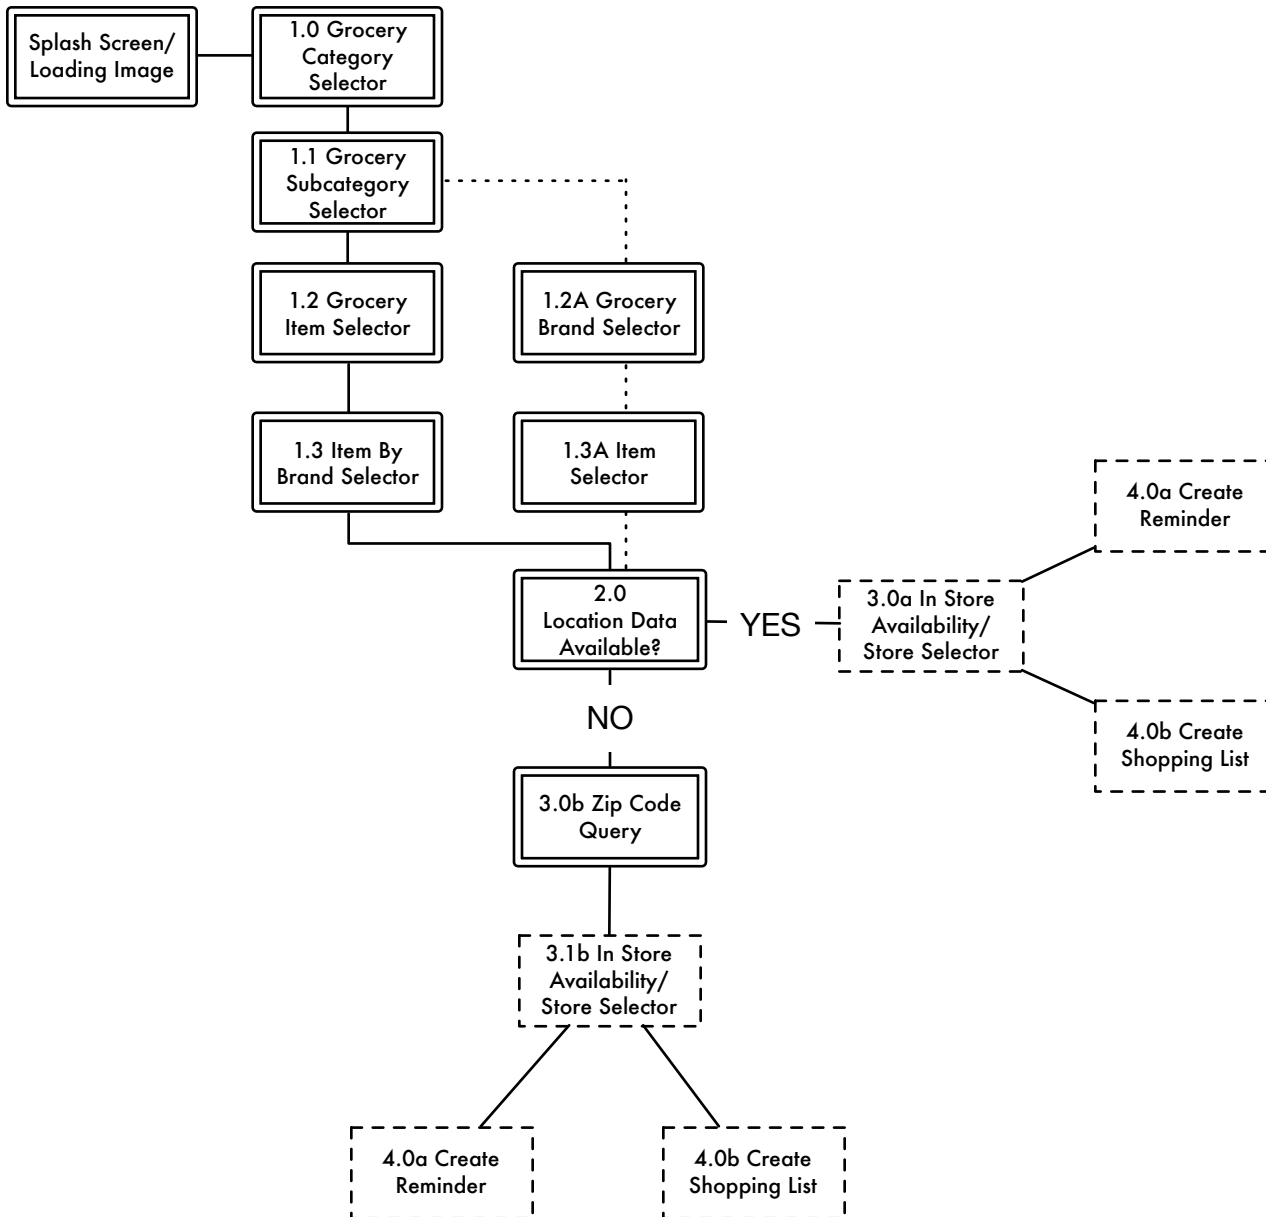 Splash Screen/
Loading Image
1.0 Grocery
Category
Selector
1.1 Grocery
Subcategory
Selector
1.2 Grocery
Item Selector
1.2A Grocery
Brand Selector
1.3 Item By
Brand Selector
1.3A Item
Selector
4.0a Create
Reminder
2.0
Location Data
Available?
YES
3.0a In Store
Availability/
Store Selector
NO
4.0b Create
Shopping List
3.0b Zip Code
Query
3.1b In Store
Availability/
Store Selector
4.0a Create
Reminder
4.0b Create
Shopping List